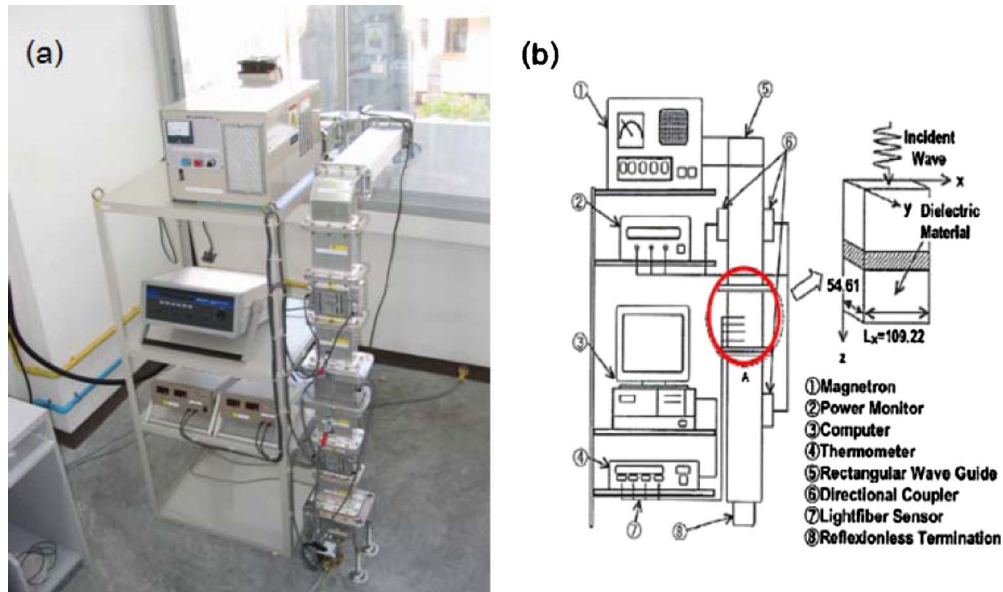 (a)
(b)
①
⑤
⑥
Incident
Wave
x
y
Dielectric
Material
②
54.61
Lx=109.22
z
③
A
①Magnetron
②Power Monitor
③Computer
④Thermometer
④
⑤Rectangular Wave Guide
⑥Directional Coupler
⑦Lightfiber Sensor
⑦
⑧
⑧Reflexionless Termination